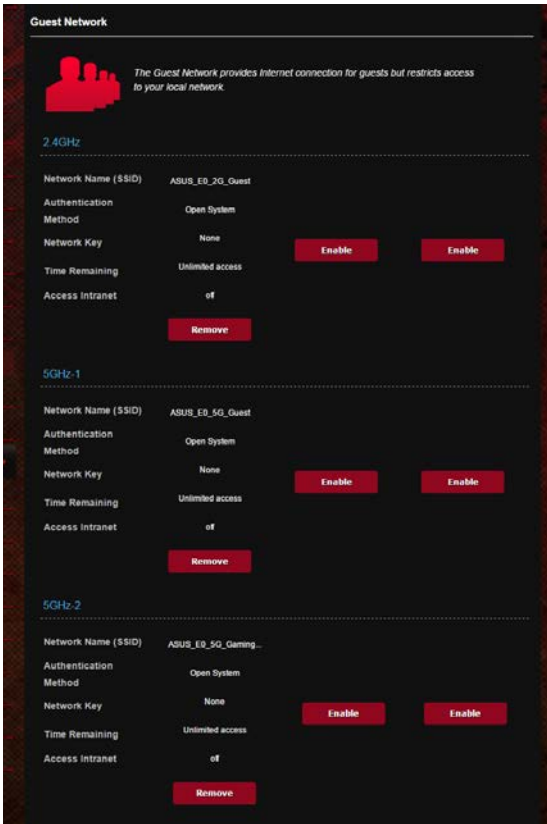 Guest Network
The Guest Network provides Internet connection for guests but restricts access
to your local network.
2.4GHz
Network Name (SSID) ASUS_E0_2G_Guest
Authentication
Method
Open System
Network Key None
Enable Enable
Time Remaining Unlimited access
Access Intranet off
Remove
5GHz-1
Network Name (SSID) ASUS_E0_5G_Guest
Authentication
Method
Open System
Network Key None
Enable Enable
Time Remaining Unlimited access
Access Intranet off
Remove
5GHz-2
Network Name (SSID) ASUS_E0_5G_Gaming...
Authentication
Method
Open System
Network Key None
Enable Enable
Time Remaining Unlimited access
Access Intranet off
Remove